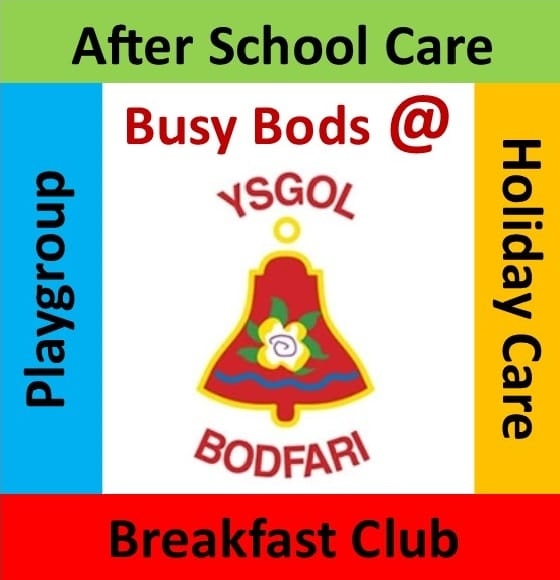 After School Care
Busy Bods @
YSGOL
BODFARI
Playgroup
Holiday Care
Breakfast Club